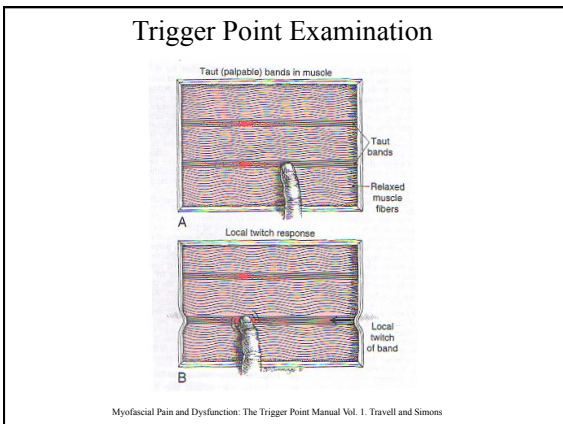 Trigger Point Examination
Taut (palpable) bands in muscle
Taut
bands
Relaxed
muscle
fibers
A
Local twitch response
Local
twitch
of band
B
Myofascial Pain and Dysfunction: The Trigger Point Manual Vol. 1. Travell and Simons